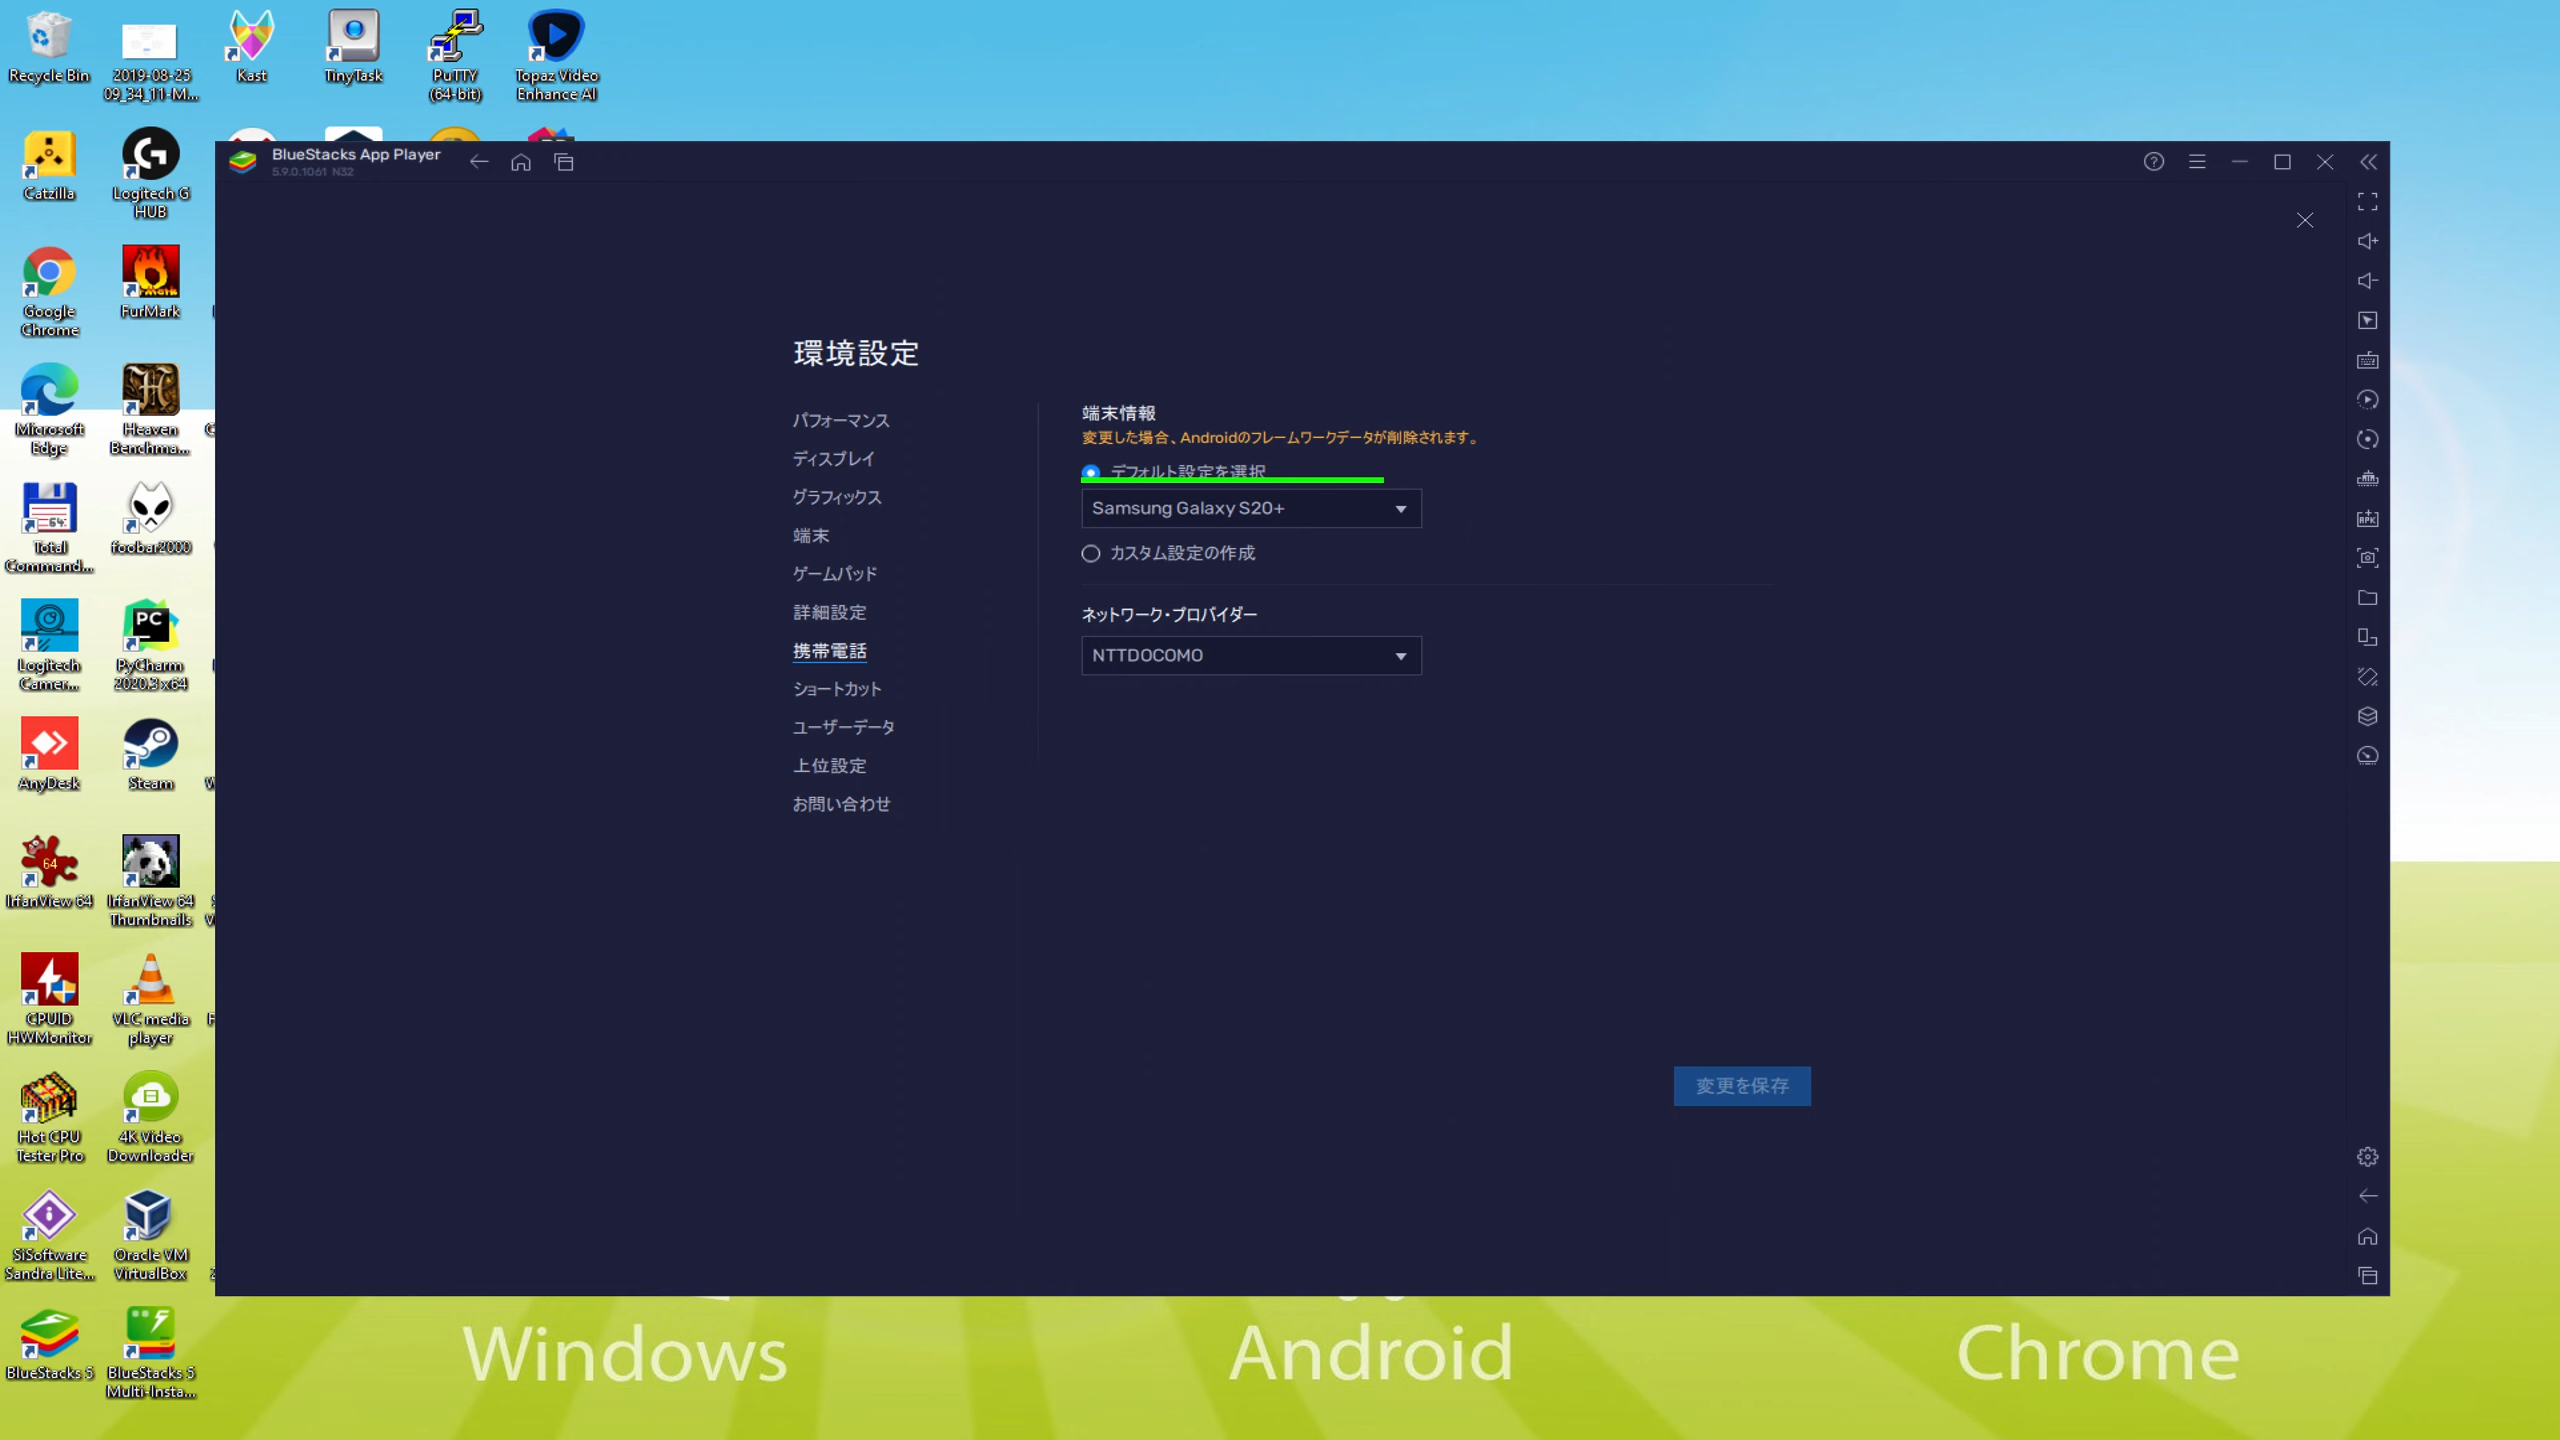 Recycle Bin
2019-08-25
09_34_11-M...
Kast
TinyTask
PuTTY
(64-bit)
Topaz Video
Enhance AI
Catzilla
Logitech G
HUB
Google
Chrome
FurMark
Microsoft
Edge
Heaven
Benchma...
Total
Command...
foobar2000
Logitech
Camer...
PyCharm
2020.3 x64
AnyDesk
Steam
IrfanView 64
IrfanView 64
Thumbnails
CPUID
HWMonitor
VLC media
player
Hot CPU
Tester Pro
4K Video
Downloader
SiSoftware
Sandra Lite...
Oracle VM
VirtualBox
BlueStacks 5
BlueStacks 5
Multi-Insta...
BlueStacks App Player
5.9.0.1061 N32
環境設定
パフォーマンス
ディスプレイ
グラフィックス
端末
ゲームパッド
詳細設定
携帯電話
ショートカット
ユーザーデータ
上位設定
お問い合わせ
端末情報
変更した場合、Androidのフレームワークデータが削除されます。
デフォルト設定を選択
Samsung Galaxy S20+
カスタム設定の作成
ネットワーク・プロバイダー
NTTDOCOMO
変更を保存
Windows
Android
Chrome